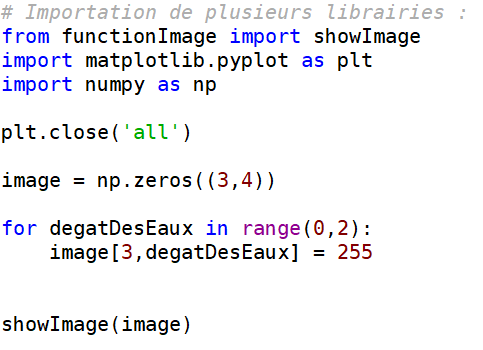 # Importation de plusieurs librairies :
from functionImage import showImage
import matplotlib.pyplot as plt
import numpy as np
plt.close('all')
image = np.zeros((3,4))
for degatDesEaux in range(0,2):
    image[3,degatDesEaux] = 255
showImage(image)